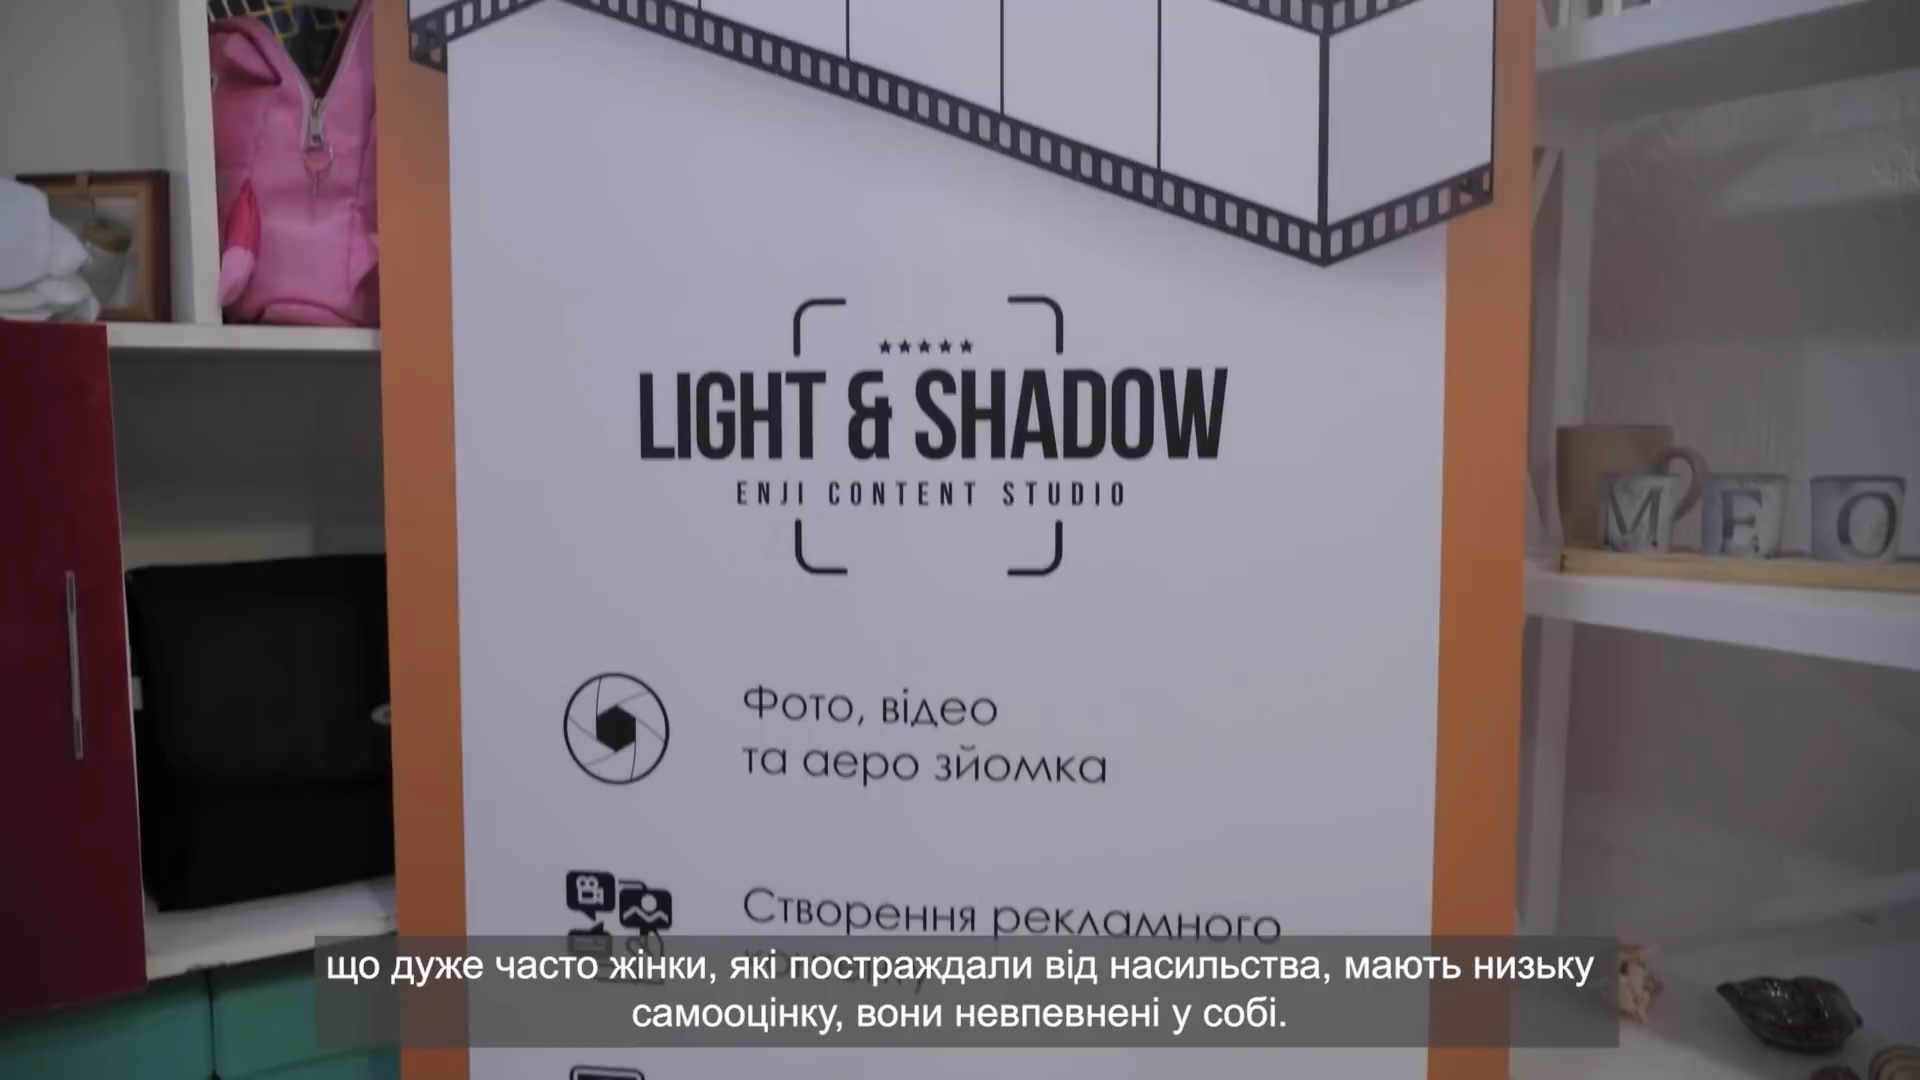 LIGHT & SHADOW
ENJI CONTENT STUDIO
Фото, відео
та аеро зйомка
Створення рекламного
M E O
що дуже часто жінки, які постраждали від насильства, мають низьку
самооцінку, вони невпевнені у собі.